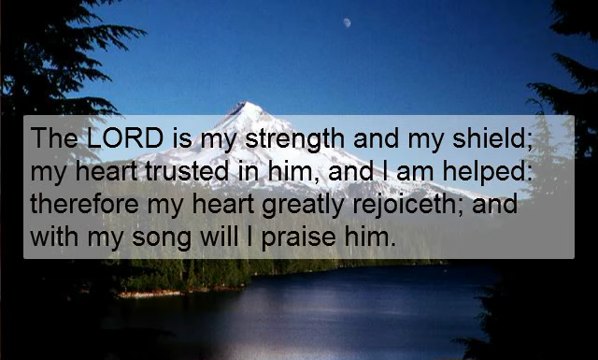 The LORD is my strength and my shield;
my heart trusted in him, and I am helped:
therefore my heart greatly rejoiceth; and
with my song will I praise him.